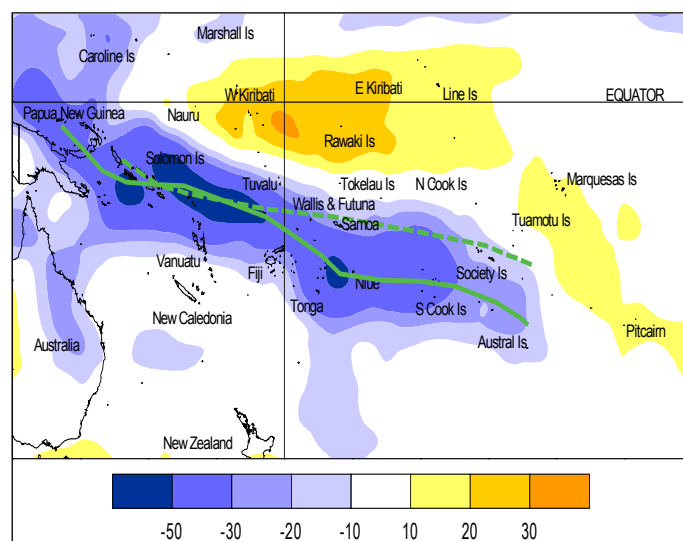 Marshall Is
Caroline Is
W Kiribati
E Kiribati
Line Is
EQUATOR
Papua New Guinea
Nauru
Rawaki Is
Solomon Is
Tuvalu
Tokelau Is
N Cook Is
Marquesas Is
Wallis & Futuna
Samoa
Tuamotu Is
Vanuatu
Fiji
Niue
Society Is
Tonga
S Cook Is
New Caledonia
Pitcairn
Australia
Austral Is
New Zealand
-50 -30 -20 -10 10 20 30